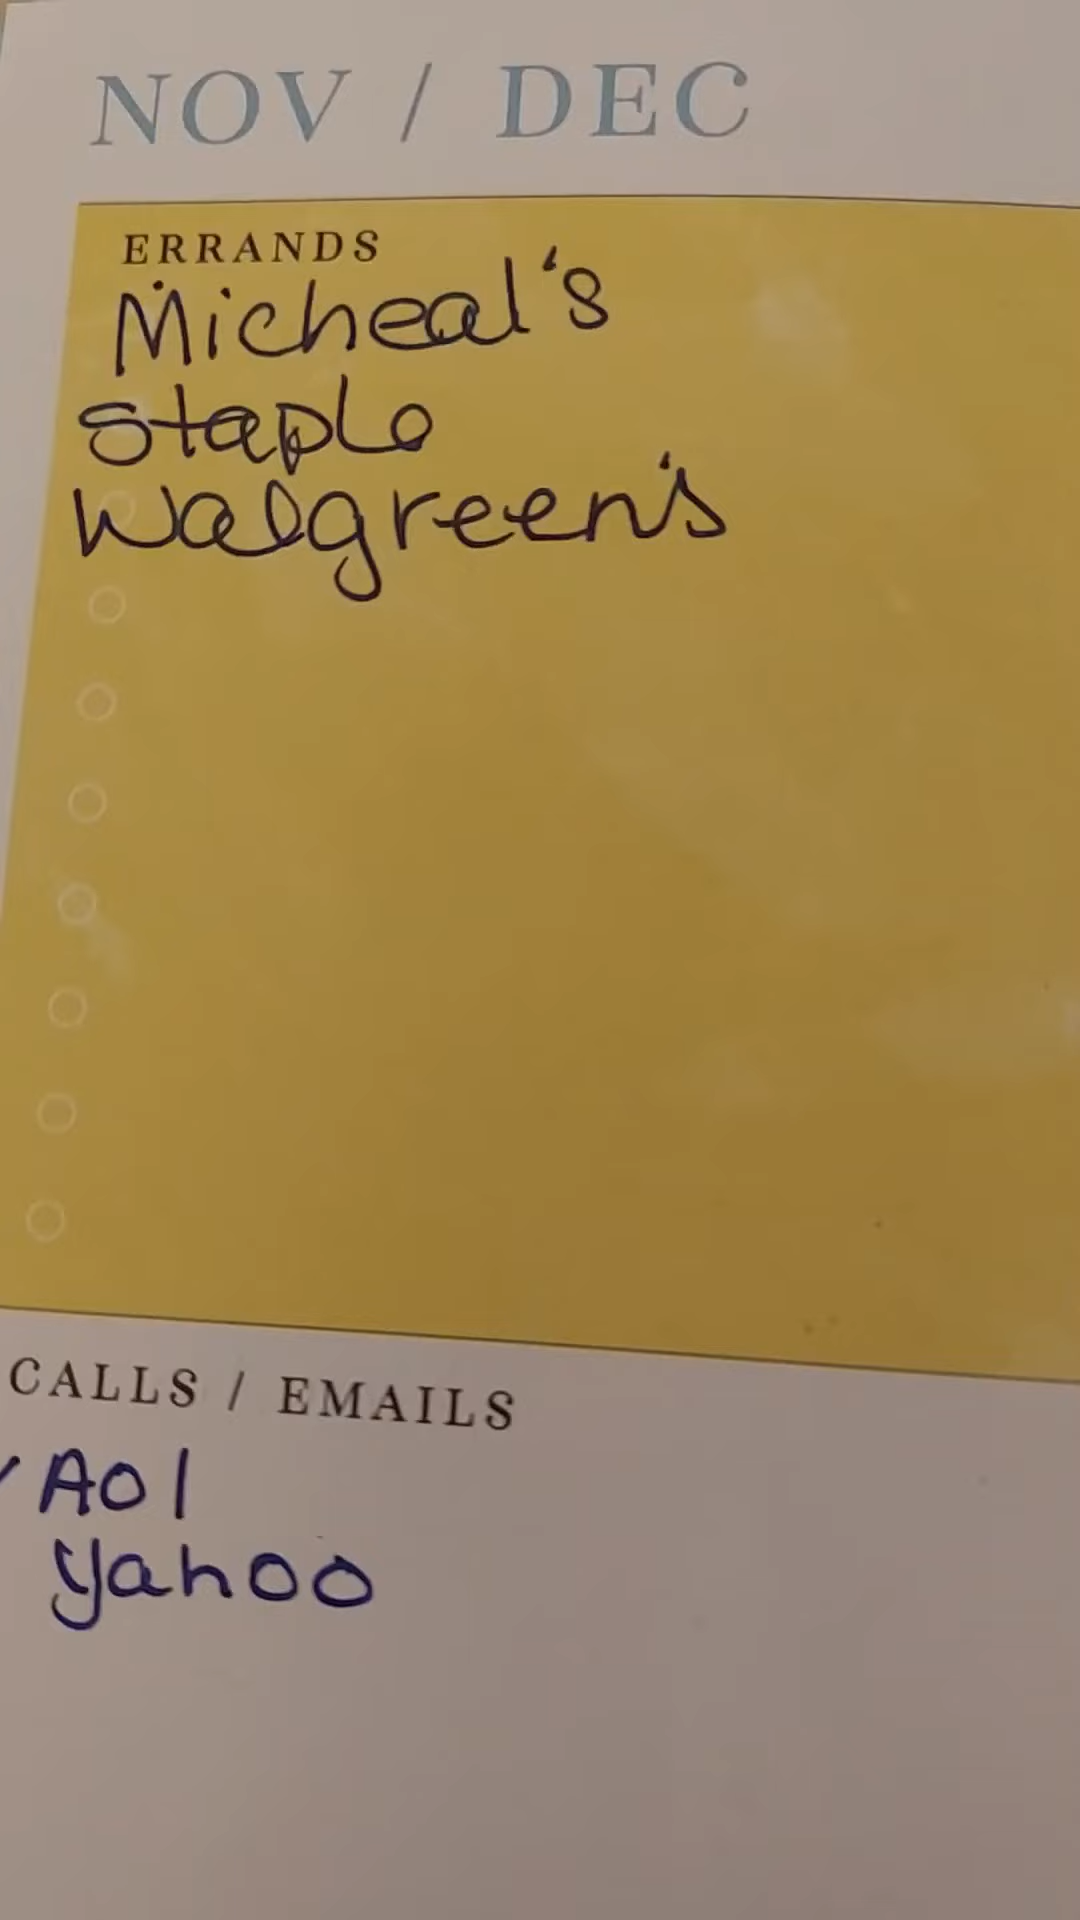 NOV / DEC
ERRANDS
Micheal's
Staple
Walgreen's
CALLS / EMAILS
✓ AOl
yahoo